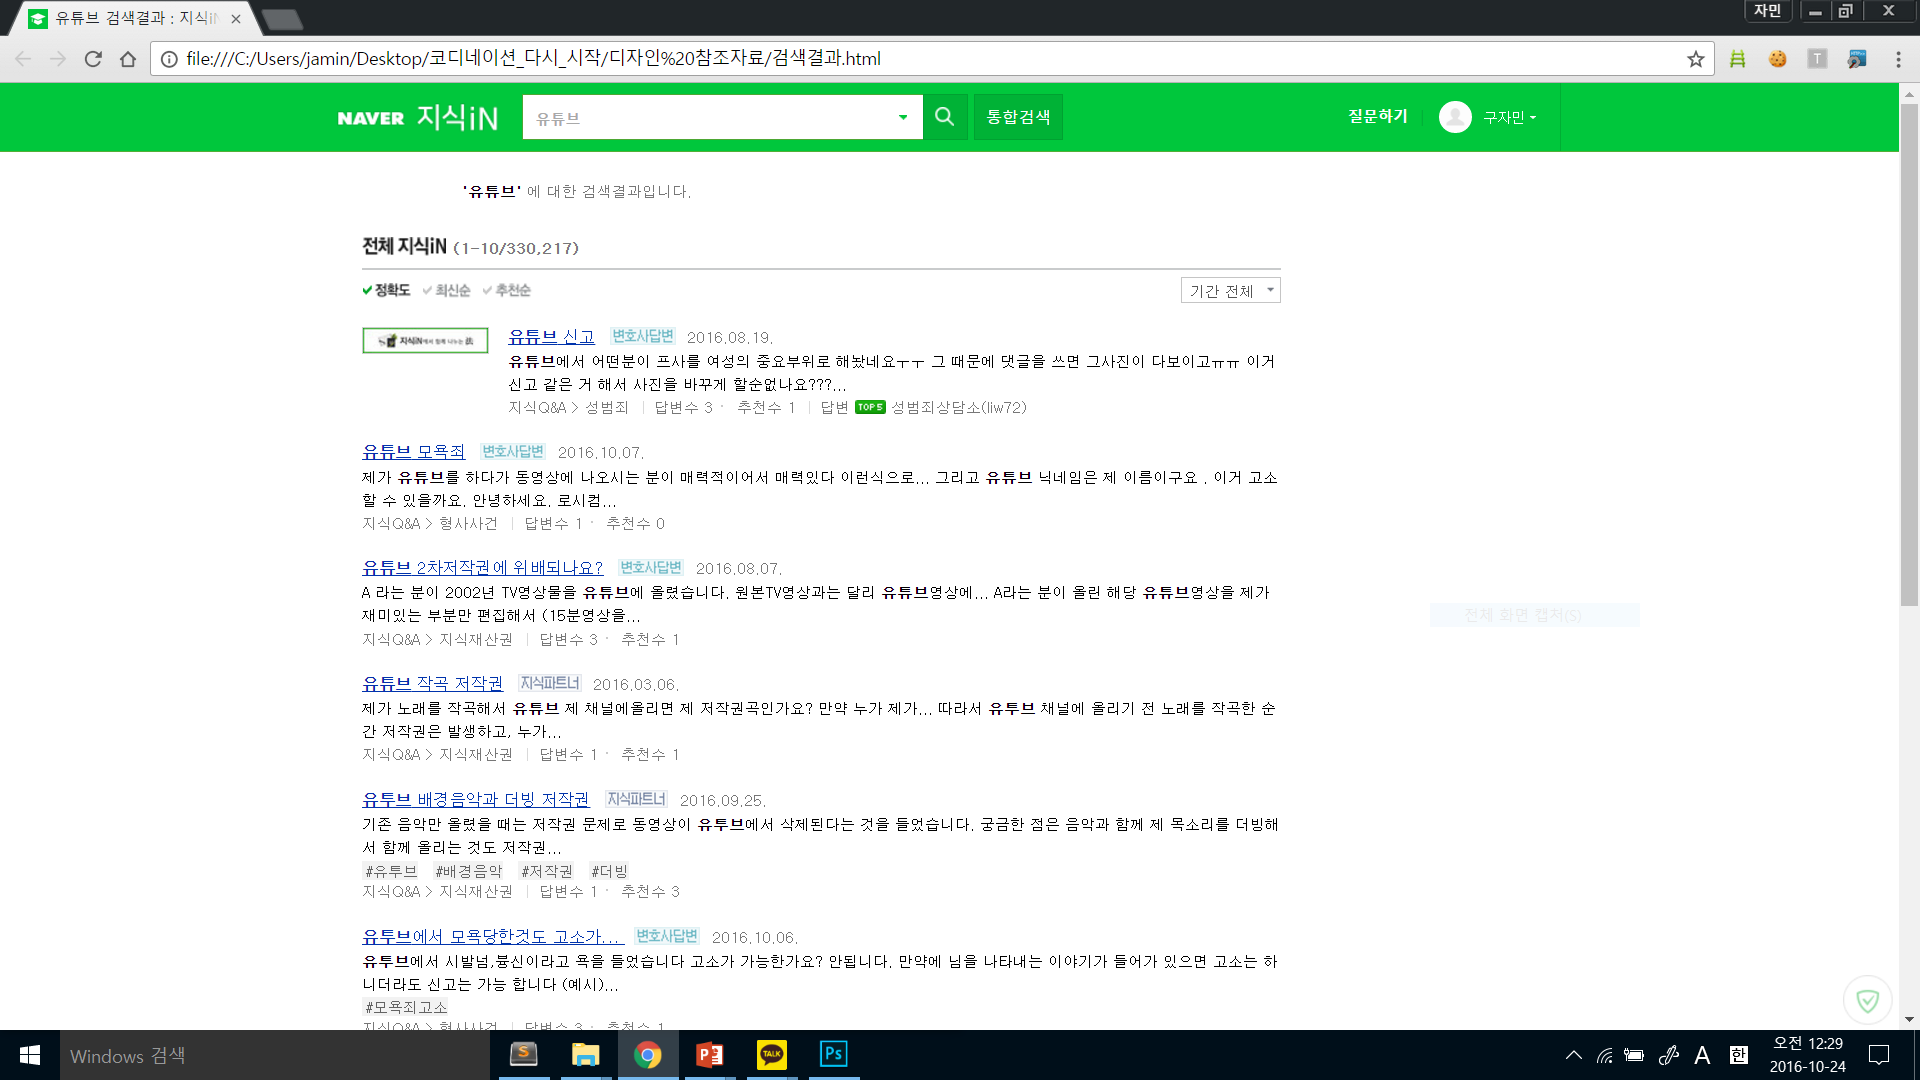 유튜브 검색결과 : 지식iN
자민
file:///C:/Users/jamin/Desktop/코디네이션_다시_시작/디자인%20참조자료/검색결과.html
NAVER 지식iN
유튜브
통합검색
질문하기
구자민
'유튜브' 에 대한 검색결과입니다.
전체 지식iN (1-10/330,217)
정확도 최신순 추천순
기간 전체
유튜브 신고 변호사답변 2016.08.19.
유튜브에서 어떤분이 프사를 여성의 중요부위로 해놨네요ㅜㅜ 그 때문에 댓글을 쓰면 그사진이 다보이고ㅠㅠ 이거
신고 같은 거 해서 사진을 바꾸게 할순없나요???...
지식Q&A > 성범죄 답변수 3 · 추천수 1 답변 TOP 5 성범죄상담소(liw72)
유튜브 모욕죄 변호사답변 2016.10.07.
제가 유튜브를 하다가 동영상에 나오시는 분이 매력적이어서 매력있다 이런식으로... 그리고 유튜브 닉네임은 제 이름이구요 . 이거 고소
할 수 있을까요. 안녕하세요. 로시컴...
지식Q&A > 형사사건 답변수 1 · 추천수 0
유튜브 2차저작권에 위배되나요? 변호사답변 2016.08.07.
A 라는 분이 2002년 TV영상물을 유튜브에 올렸습니다. 원본TV영상과는 달리 유튜브영상에... A라는 분이 올린 해당 유튜브영상을 제가
재미있는 부분만 편집해서 (15분영상을...
지식Q&A > 지식재산권 답변수 3 · 추천수 1
유튜브 작곡 저작권 지식파트너 2016.03.06.
제가 노래를 작곡해서 유튜브 제 채널에올리면 제 저작권곡인가요? 만약 누가 제가... 따라서 유투브 채널에 올리기 전 노래를 작곡한 순
간 저작권은 발생하고, 누가...
지식Q&A > 지식재산권 답변수 1 · 추천수 1
유투브 배경음악과 더빙 저작권 지식파트너 2016.09.25.
기존 음악만 올렸을 때는 저작권 문제로 동영상이 유투브에서 삭제된다는 것을 들었습니다. 궁금한 점은 음악과 함께 제 목소리를 더빙해
서 함께 올리는 것도 저작권...
#유투브 #배경음악 #저작권 #더빙
지식Q&A > 지식재산권 답변수 1 · 추천수 3
유투브에서 모욕당한것도 고소가... 변호사답변 2016.10.06.
유투브에서 시발넘,븅신이라고 욕을 들었습니다 고소가 가능한가요? 안됩니다. 만약에 님을 나타내는 이야기가 들어가 있으면 고소는 하
니더라도 신고는 가능 합니다 (예시)...
#모욕죄고소
지식Q&A > 형사사건 답변수 3 · 추천수 1
전체 화면 캡처(S)
Windows 검색
TALK
Ps
A
한
오전 12:29
2016-10-24